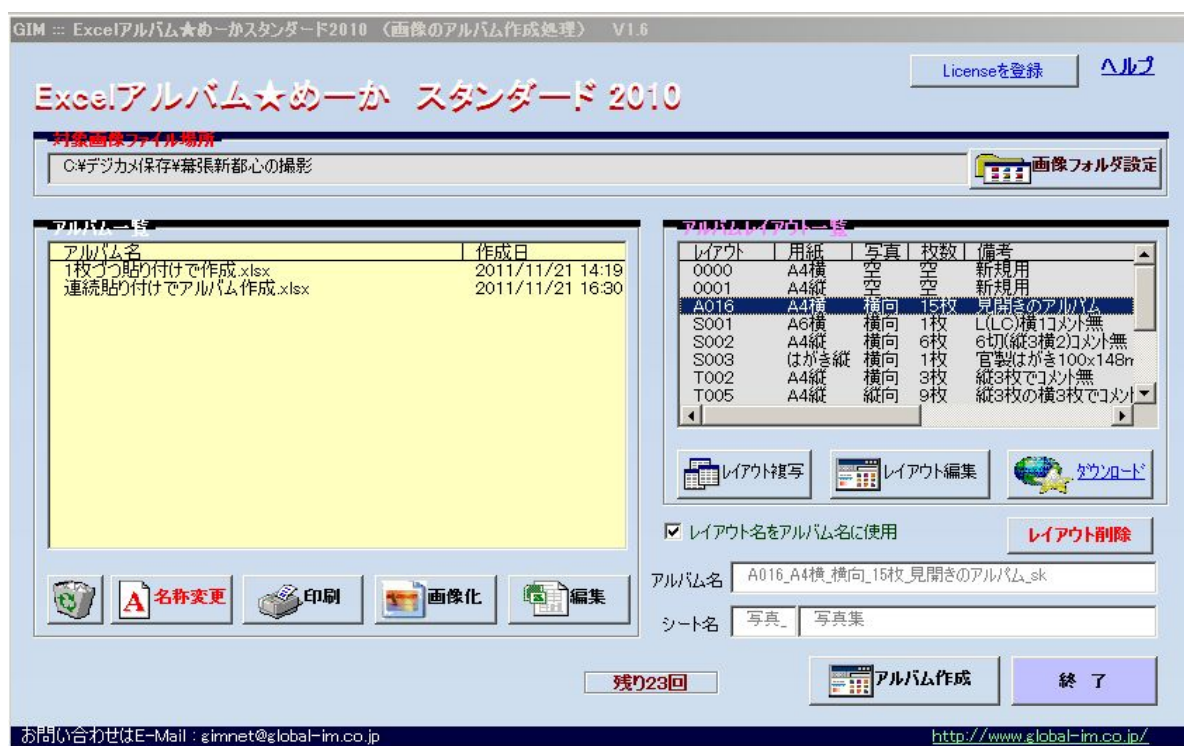 GIM ::: Excelアルバム★めーかスタンダード2010 〈画像のアルバム作成処理〉 V1.6
Licenseを登録 ヘルプ
Excelアルバム★めーか スタンダード 2010
対象画像ファイル場所
C:¥デジカメ保存¥幕張新都心の撮影
画像フォルダ設定
アルバム一覧
アルバム名 作成日
1枚づつ貼り付けで作成.xlsx 2011/11/21 14:19
連続貼り付けでアルバム作成.xlsx 2011/11/21 16:30
名称変更 印刷 画像化 編集
アルバムレイアウト一覧
レイアウト 用紙 写真 枚数 備考
0000 A4横 空 空 新規用
0001 A4縦 空 空 新規用
A016 A4横 横向 15枚 見開きのアルバム
S001 A6横 横向 1枚 L(LC)横1コメント無
S002 A4縦 横向 6枚 6切(縦3横2)コメント無
S003 はがき縦 横向 1枚 官製はがき100x148m
T002 A4縦 横向 3枚 縦3枚でコメント無
T005 A4縦 縦向 9枚 縦3枚の横3枚でコメント
レイアウト複写 レイアウト編集 ダウンロード
レイアウト名をアルバム名に使用 レイアウト削除
アルバム名 A016_A4横_横向_15枚_見開きのアルバム_sk
シート名 写真_ 写真集
残り23回 アルバム作成 終 了
お問い合わせはE-Mail : gimnet@global-im.co.jp http://www.global-im.co.jp/